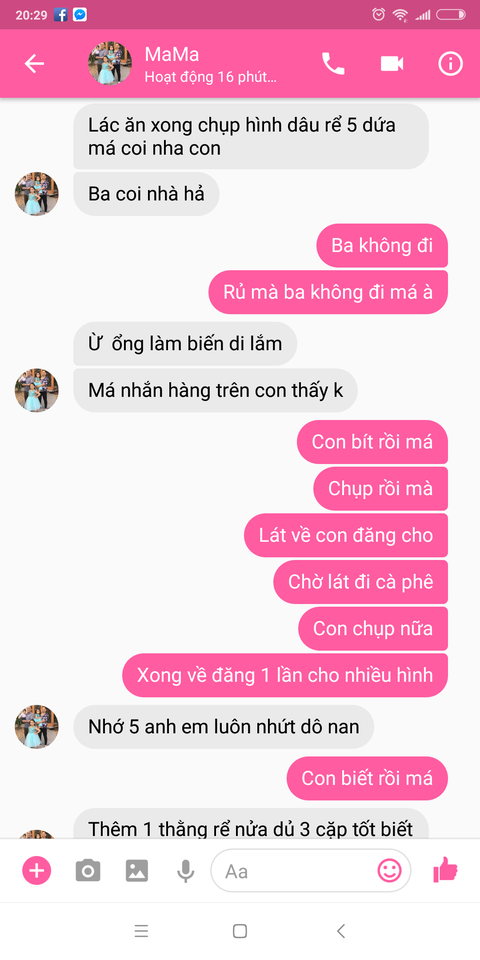 20:29
MaMa
Hoạt động 16 phút...
Lác ăn xong chụp hình dâu rể 5 dứa
má coi nha con
Ba coi nhà hả
Ba không đi
Rủ mà ba không đi má à
Ừ ổng làm biến di lắm
Má nhắn hàng trên con thấy k
Con bít rồi má
Chụp rồi mà
Lát về con đăng cho
Chờ lát đi cà phê
Con chụp nữa
Xong về đăng 1 lần cho nhiều hình
Nhớ 5 anh em luôn nhứt dô nan
Con biết rồi má
Thêm 1 thằng rể nửa dủ 3 cặp tốt biết
Aa